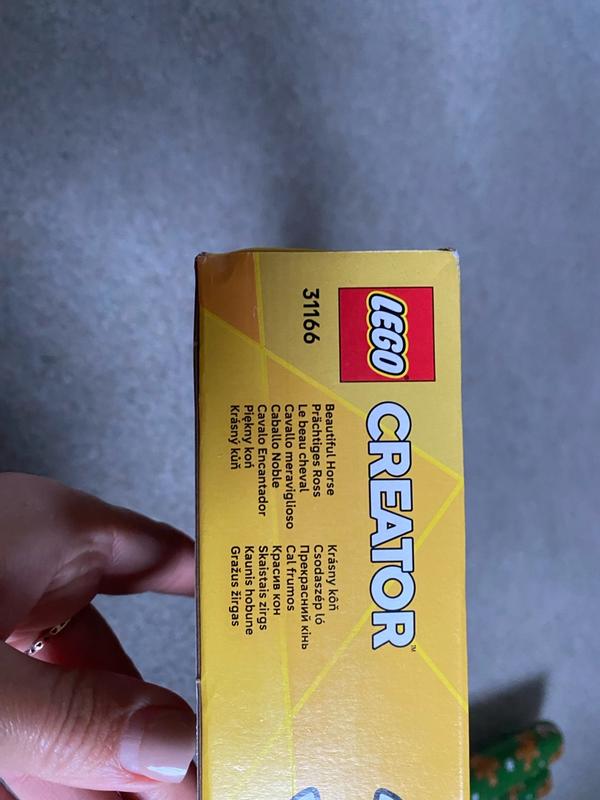 LEGO
CREATOR™
31166
Beautiful Horse
Prächtiges Ross
Le beau cheval
Cavallo meraviglioso
Caballo Noble
Cavalo Encantador
Piękny koń
Krásný kůň
Krásny kôň
Csodaszép ló
Прекрасний кінь
Cal frumos
Красив кон
Skaistais zirgs
Kaunis hobune
Gražus žirgas